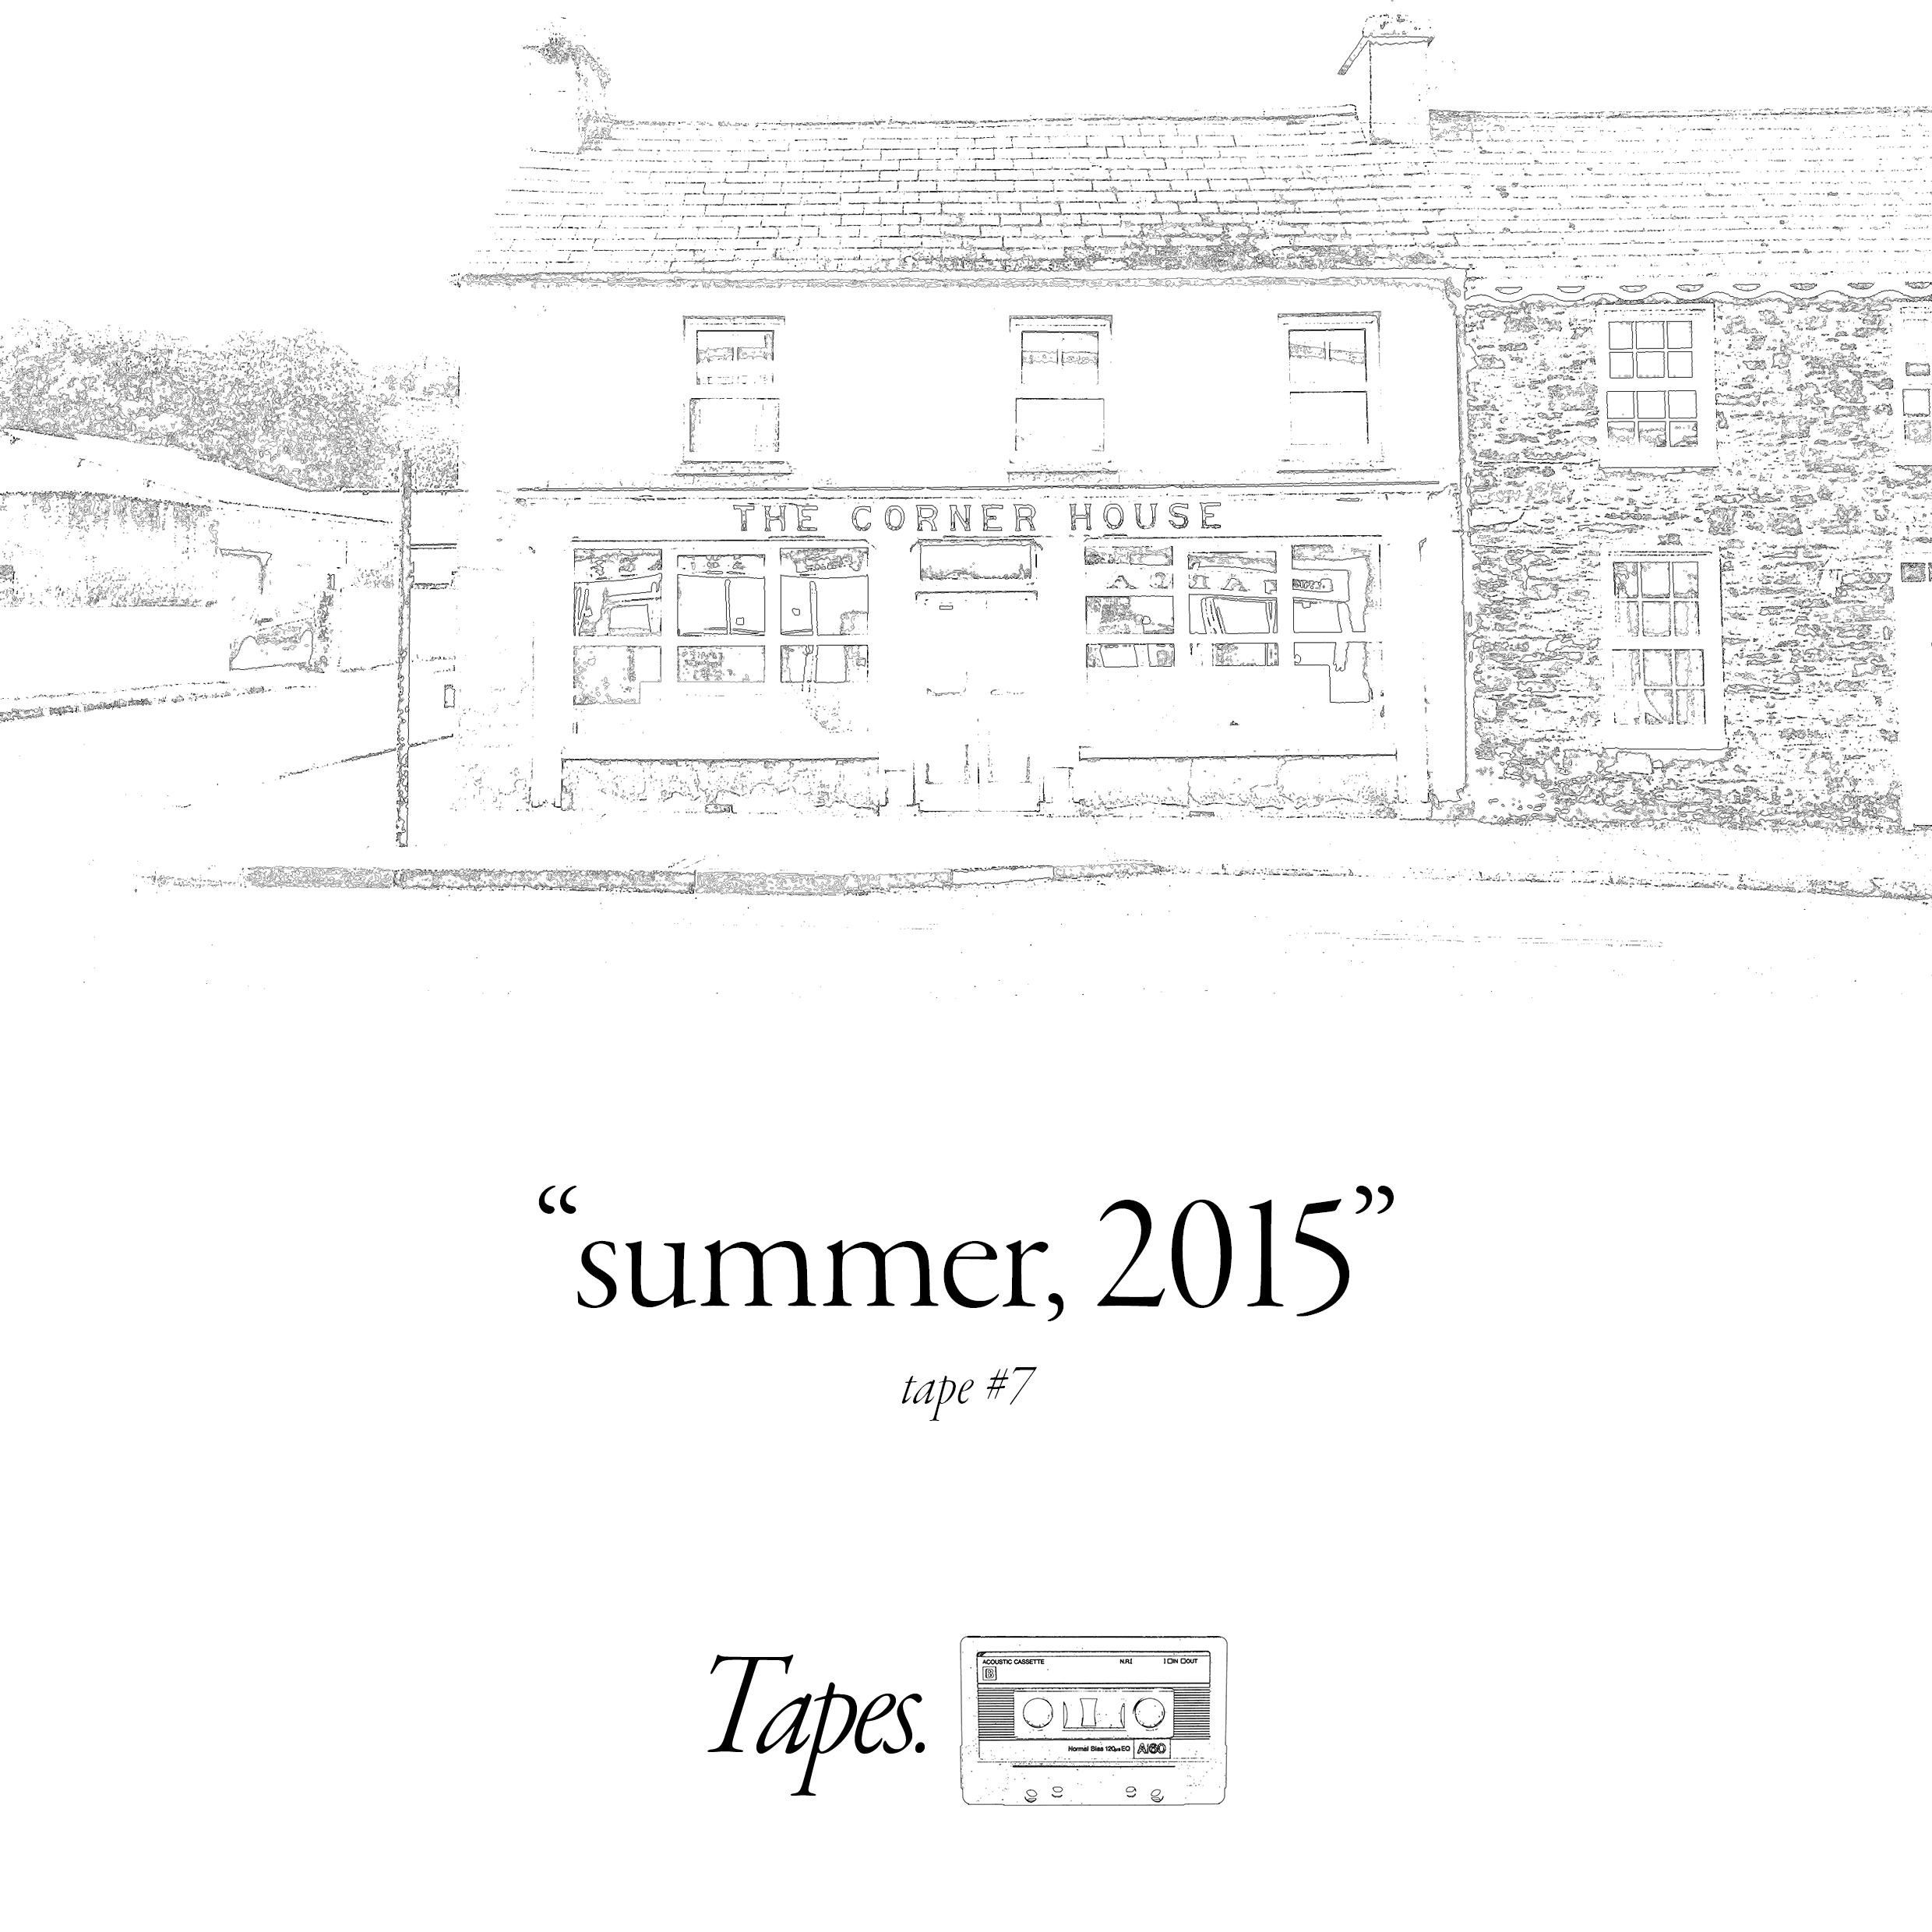 THE CORNER HOUSE
“summer, 2015”
tape #7
Tapes.
ACOUSTIC CASSETTE N.R.I IN OUT
B
Normal Bias 120µs EQ A/60